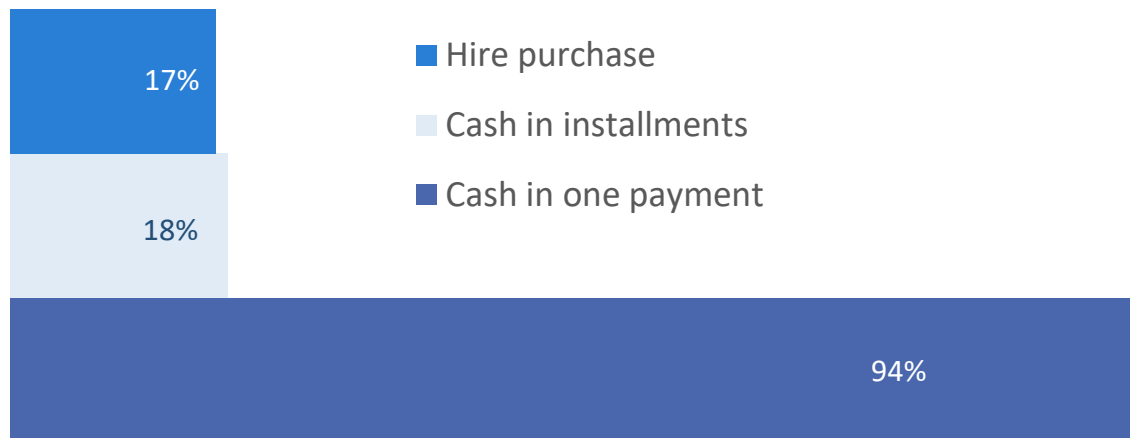 Hire purchase
17%
Cash in installments
Cash in one payment
18%
94%